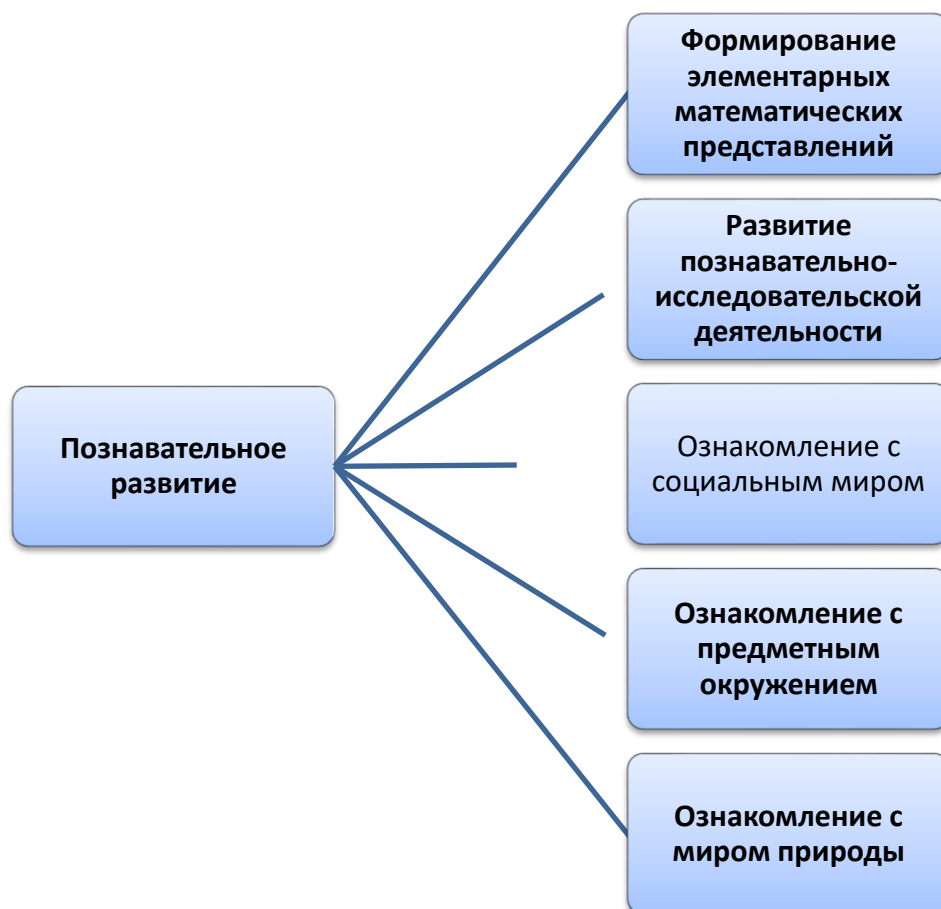 Формирование
элементарных
математических
представлений
Развитие
познавательно-
исследовательской
деятельности
Познавательное
развитие
Ознакомление с
социальным миром
Ознакомление с
предметным
окружением
Ознакомление с
миром природы